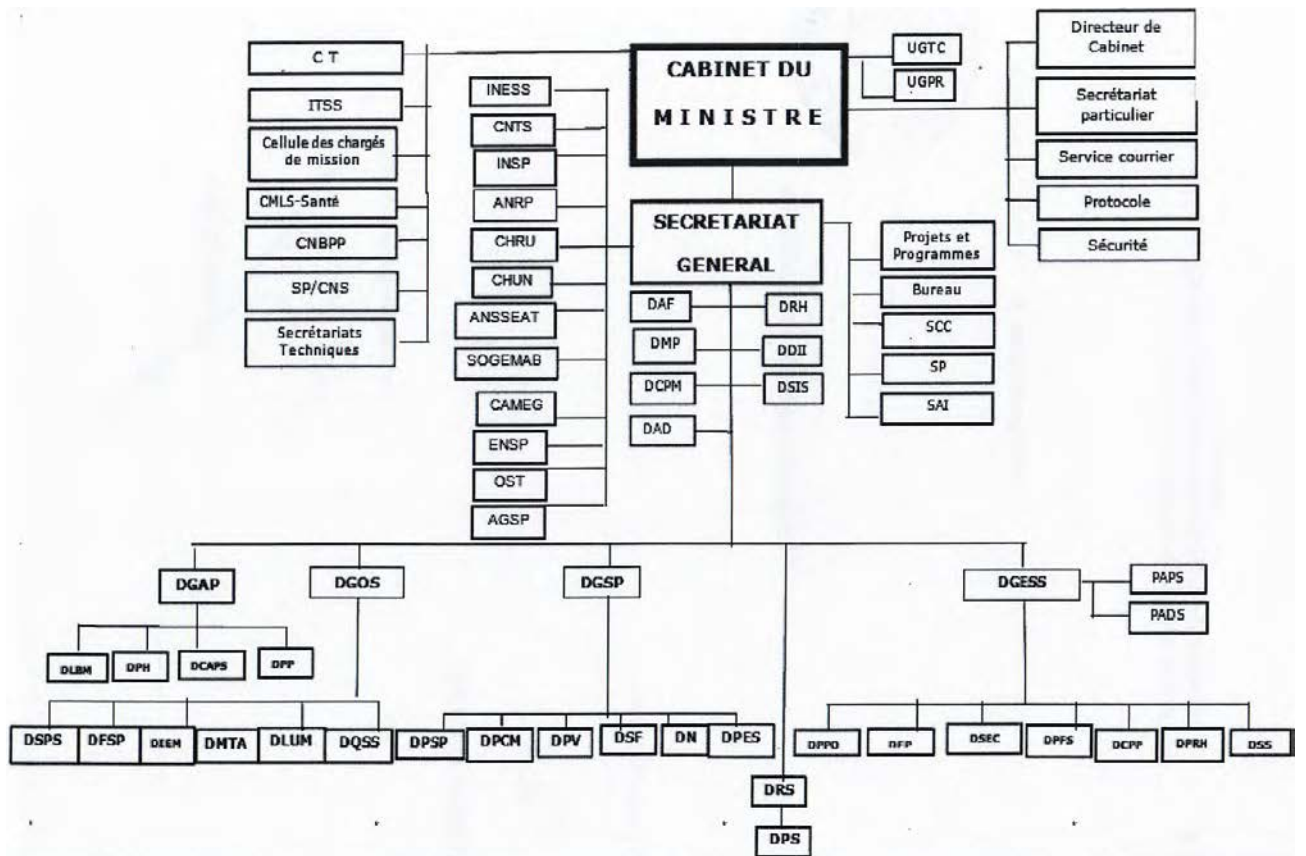 CABINET DU
M I N I S T R E
UGTC
UGPR
Directeur de
Cabinet
Secrétariat
particulier
Service courrier
Protocole
Sécurité
C T
ITSS
Cellule des chargés
de mission
CMLS-Santé
CNBPP
SP/CNS
Secrétariats
Techniques
INESS
CNTS
INSP
ANRP
CHRU
CHUN
ANSSEAT
SOGEMAB
CAMEG
ENSP
OST
AGSP
SECRETARIAT
GENERAL
Projets et
Programmes
Bureau
SCC
SP
SAI
DAF
DRH
DMP
DDII
DCPM
DSIS
DAD
DGAP
DGOS
DGSP
DGESS
PAPS
PADS
DLBM
DPH
DCAPS
DPP
DSPS
DFSP
DMTA
DLUM
DQSS
DPSP
DPCM
DPV
DSF
DN
DPES
DPPO
DSEC
DPFS
DCPP
DPRH
DSS
DRS
DPS